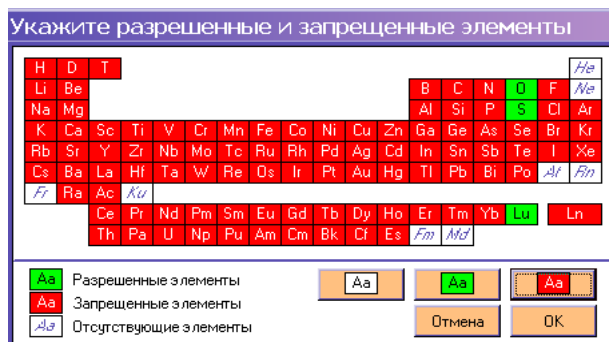 Укажите разрешенные и запрещенные элементы
H D T He
Li Be B C N O F Ne
Na Mg Al Si P S Cl Ar
K Ca Sc Ti V Cr Mn Fe Co Ni Cu Zn Ga Ge As Se Br Kr
Rb Sr Y Zr Nb Mo Tc Ru Rh Pd Ag Cd In Sn Sb Te I Xe
Cs Ba La Hf Ta W Re Os Ir Pt Au Hg Tl Pb Bi Po At Rn
Fr Ra Ac Ku
Ce Pr Nd Pm Sm Eu Gd Tb Dy Ho Er Tm Yb Lu Ln
Th Pa U Np Pu Am Cm Bk Cf Es Fm Md
Aa Разрешенные элементы Aa Aa Aa
Aa Запрещенные элементы
Aa Отсутствующие элементы Отмена OK